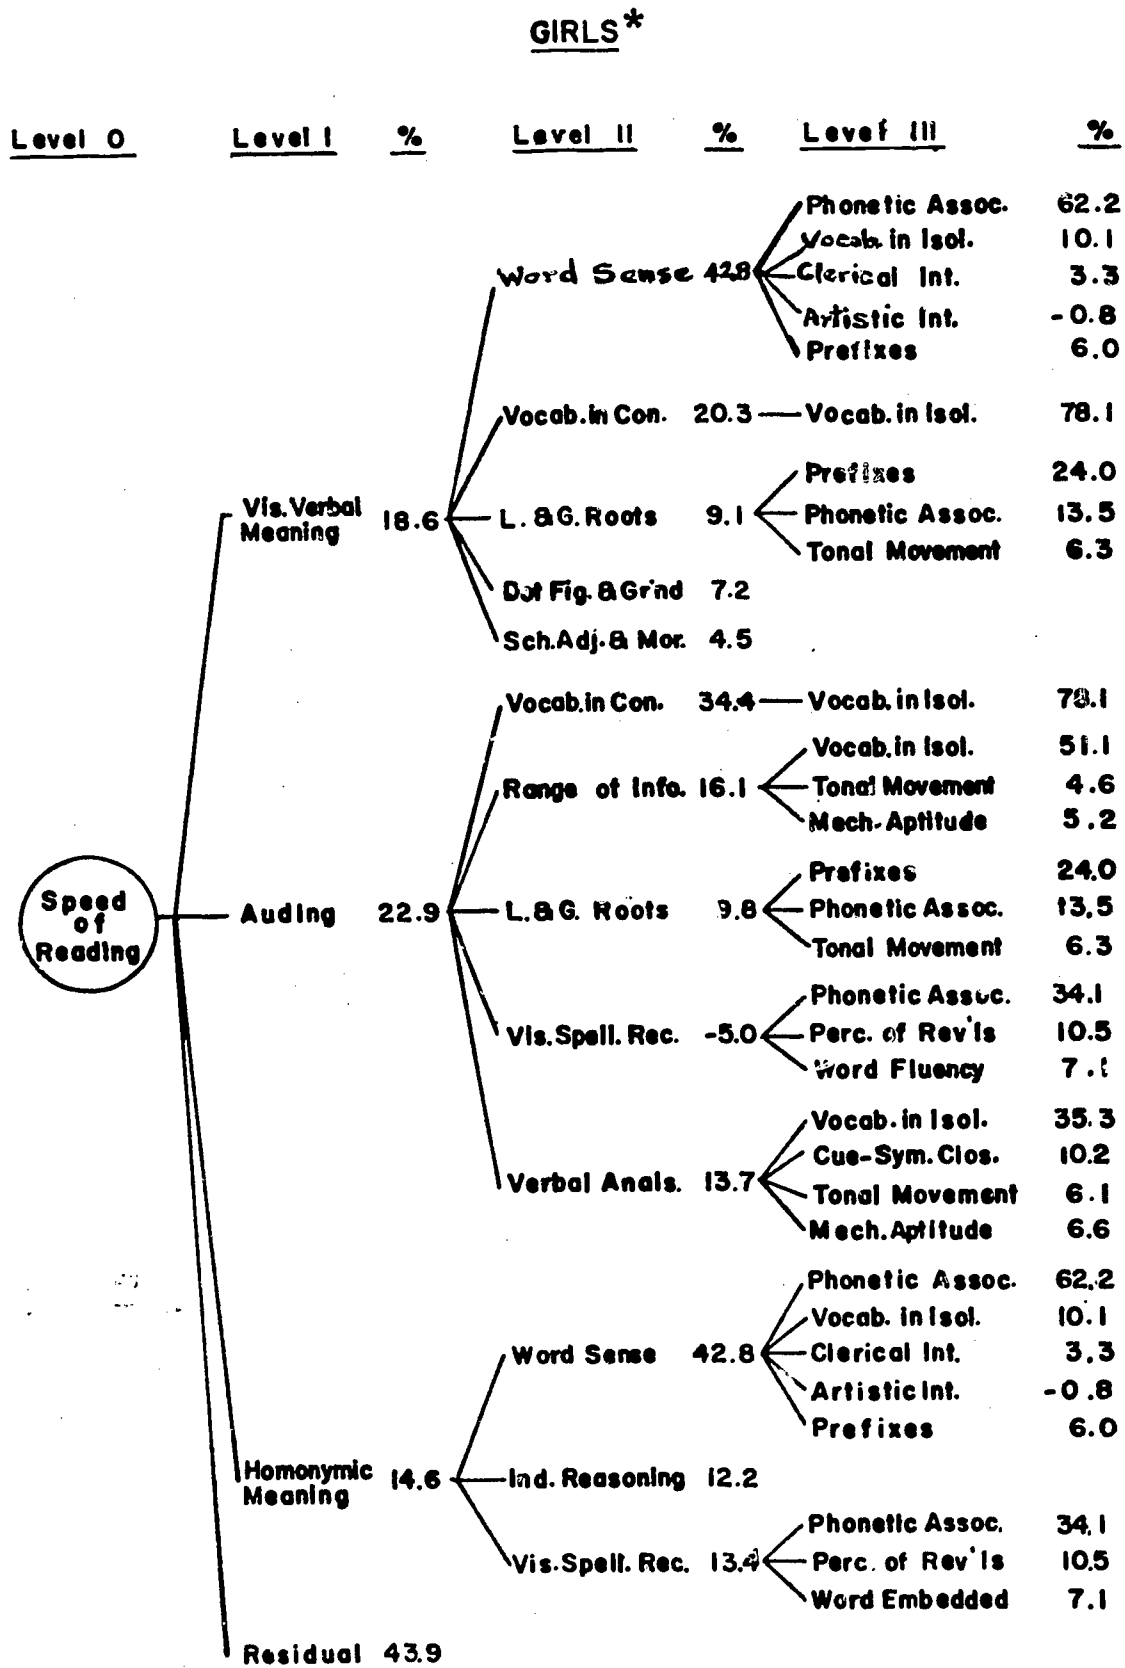 GIRLS*
Level 0 Level I % Level II % Level III %
Phonetic Assoc. 62.2
Vocab. in Isol. 10.1
Word Sense 42.8 Clerical Int. 3.3
Artistic Int. -0.8
Prefixes 6.0
Vocab. in Con. 20.3 Vocab. in Isol. 78.1
Prefixes 24.0
Vis. Verbal Meaning 18.6 L. & G. Roots 9.1 Phonetic Assoc. 13.5
Tonal Movement 6.3
Dot Fig. & Gr'nd 7.2
Sch. Adj. & Mor. 4.5
Vocab. in Con. 34.4 Vocab. in Isol. 78.1
Vocab. in Isol. 51.1
Range of Info. 16.1 Tonal Movement 4.6
Mech. Aptitude 5.2
Prefixes 24.0
Speed of Reading Auding 22.9 L. & G. Roots 9.8 Phonetic Assoc. 13.5
Tonal Movement 6.3
Phonetic Assoc. 34.1
Vis. Spell. Rec. -5.0 Perc. of Rev'ls 10.5
Word Fluency 7.1
Vocab. in Isol. 35.3
Cue-Sym. Clos. 10.2
Verbal Anals. 13.7 Tonal Movement 6.1
Mech. Aptitude 6.6
Phonetic Assoc. 62.2
Vocab. in Isol. 10.1
Word Sense 42.8 Clerical Int. 3.3
Artistic Int. -0.8
Prefixes 6.0
Homonymic Meaning 14.6 Ind. Reasoning 12.2
Phonetic Assoc. 34.1
Vis. Spell. Rec. 13.4 Perc. of Rev'ls 10.5
Word Embedded 7.1
Residual 43.9